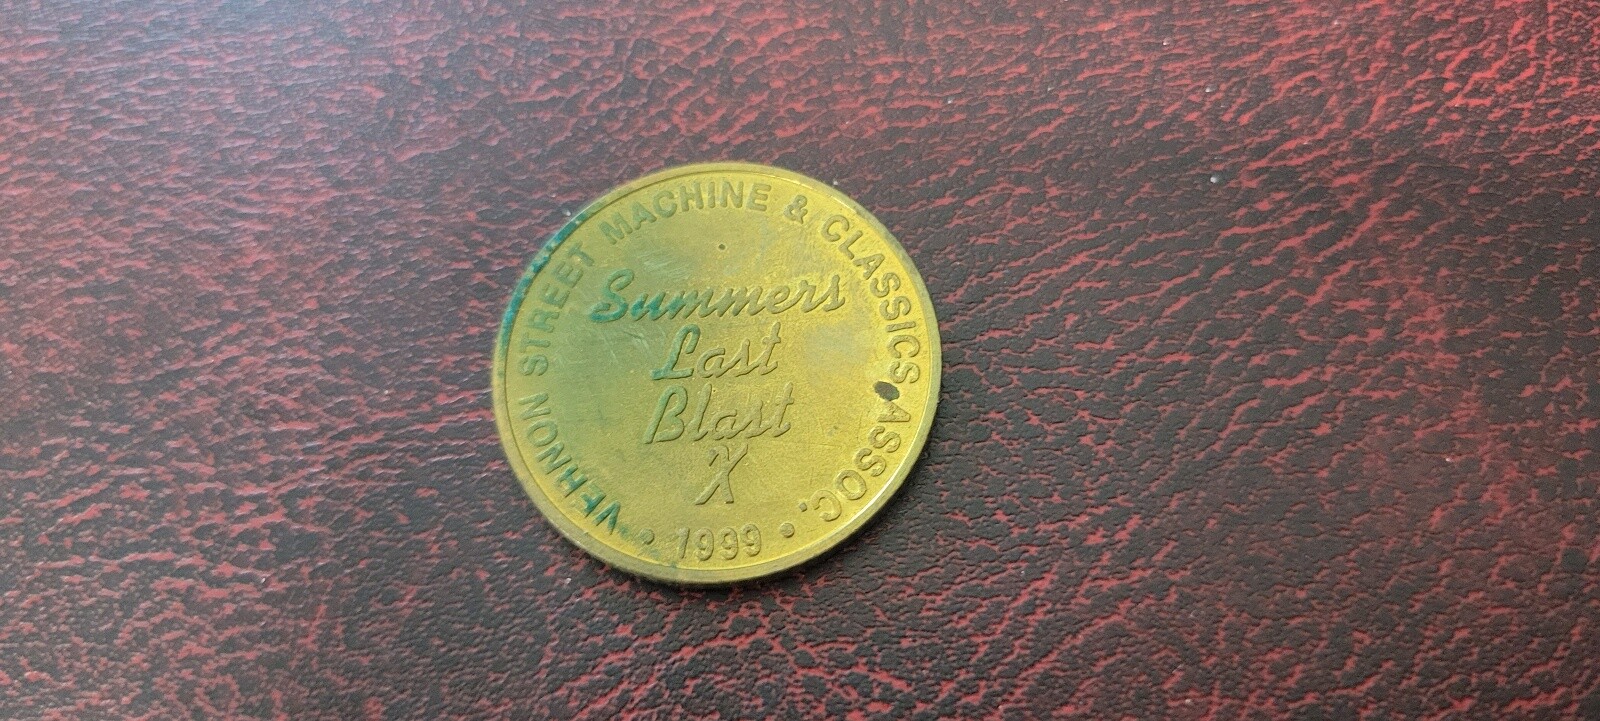 VERNON STREET MACHINE & CLASSICS ASSOC.
Summers
Last
Blast
X
• 1999 •